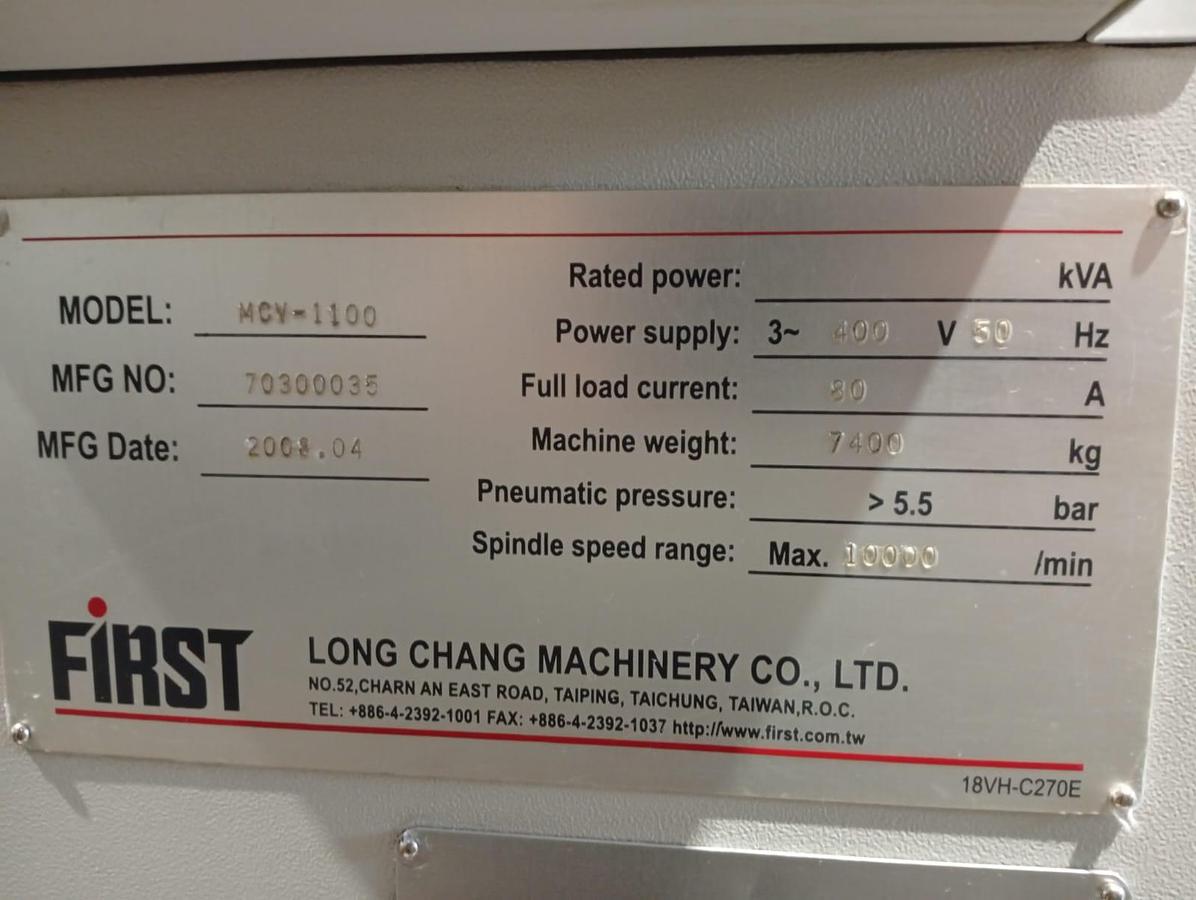 MODEL: MCV-1100
MFG NO: 70300035
MFG Date: 2008.04
Rated power: kVA
Power supply: 3~ 400 V 50 Hz
Full load current: 80 A
Machine weight: 7400 kg
Pneumatic pressure: > 5.5 bar
Spindle speed range: Max. 10000 /min
FIRST
LONG CHANG MACHINERY CO., LTD.
NO.52,CHARN AN EAST ROAD, TAIPING, TAICHUNG, TAIWAN,R.O.C.
TEL: +886-4-2392-1001 FAX: +886-4-2392-1037 http://www.first.com.tw
18VH-C270E